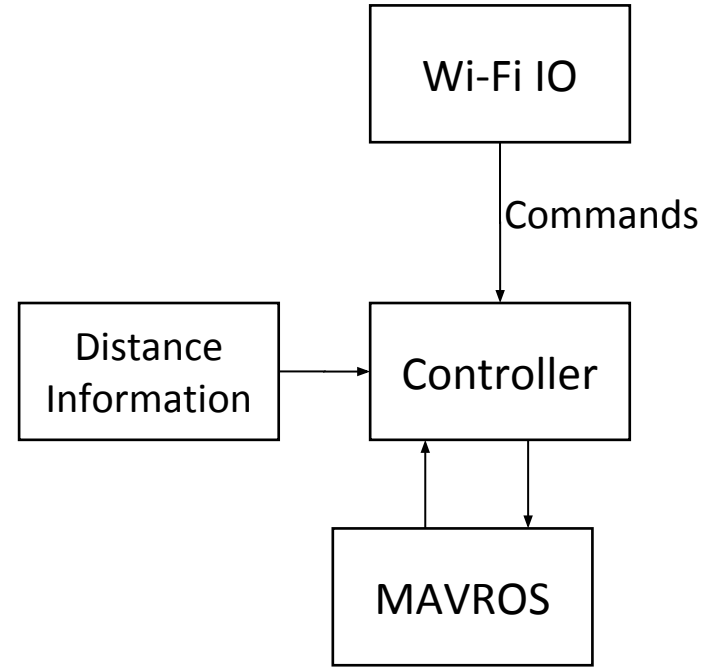 Wi-Fi IO
Commands
Distance
Information
Controller
MAVROS